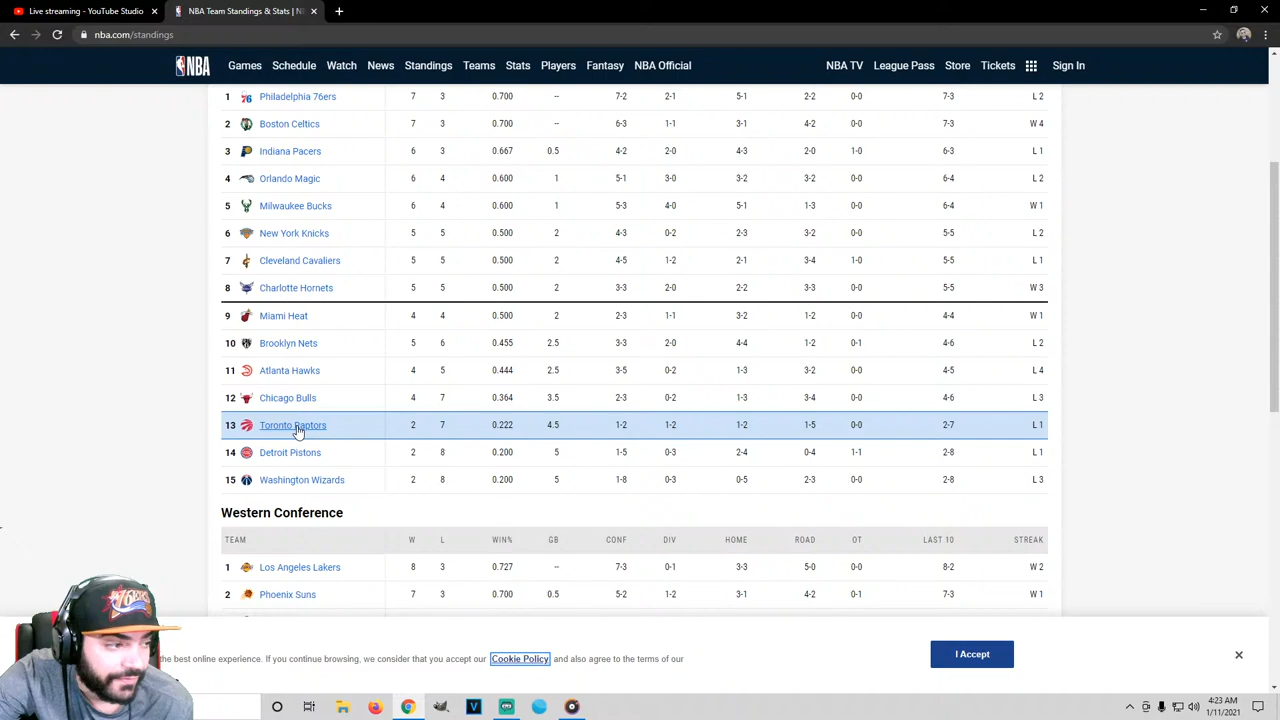 Live streaming - YouTube Studio
NBA Team Standings & Stats | NB
nba.com/standings
NBA Games Schedule Watch News Standings Teams Stats Players Fantasy NBA Official NBA TV League Pass Store Tickets Sign In
1 Philadelphia 76ers 7 3 0.700 -- 7-2 2-1 5-1 2-2 0-0 7-3 L 2
2 Boston Celtics 7 3 0.700 -- 6-3 1-1 3-1 4-2 0-0 7-3 W 4
3 Indiana Pacers 6 3 0.667 0.5 4-2 2-0 4-3 2-0 1-0 6-3 L 1
4 Orlando Magic 6 4 0.600 1 5-1 3-0 3-2 3-2 0-0 6-4 L 2
5 Milwaukee Bucks 6 4 0.600 1 5-3 4-0 5-1 1-3 0-0 6-4 W 1
6 New York Knicks 5 5 0.500 2 4-3 0-2 2-3 3-2 0-0 5-5 L 2
7 Cleveland Cavaliers 5 5 0.500 2 4-5 1-2 2-1 3-4 1-0 5-5 L 1
8 Charlotte Hornets 5 5 0.500 2 3-3 2-0 2-2 3-3 0-0 5-5 W 3
9 Miami Heat 4 4 0.500 2 2-3 1-1 3-2 1-2 0-0 4-4 W 1
10 Brooklyn Nets 5 6 0.455 2.5 3-3 2-0 4-4 1-2 0-1 4-6 L 2
11 Atlanta Hawks 4 5 0.444 2.5 3-5 0-2 1-3 3-2 0-0 4-5 L 4
12 Chicago Bulls 4 7 0.364 3.5 2-3 0-2 1-3 3-4 0-0 4-6 L 3
13 Toronto Raptors 2 7 0.222 4.5 1-2 1-2 1-2 1-5 0-0 2-7 L 1
14 Detroit Pistons 2 8 0.200 5 1-5 0-3 2-4 0-4 1-1 2-8 L 1
15 Washington Wizards 2 8 0.200 5 1-8 0-3 0-5 2-3 0-0 2-8 L 3
Western Conference
TEAM W L WIN% GB CONF DIV HOME ROAD OT LAST 10 STREAK
1 Los Angeles Lakers 8 3 0.727 -- 7-3 0-1 3-3 5-0 0-0 8-2 W 2
2 Phoenix Suns 7 3 0.700 0.5 5-2 1-2 3-1 4-2 0-1 7-3 W 1
the best online experience. If you continue browsing, we consider that you accept our Cookie Policy and also agree to the terms of our
I Accept
76ERS
4:23 AM
1/11/2021